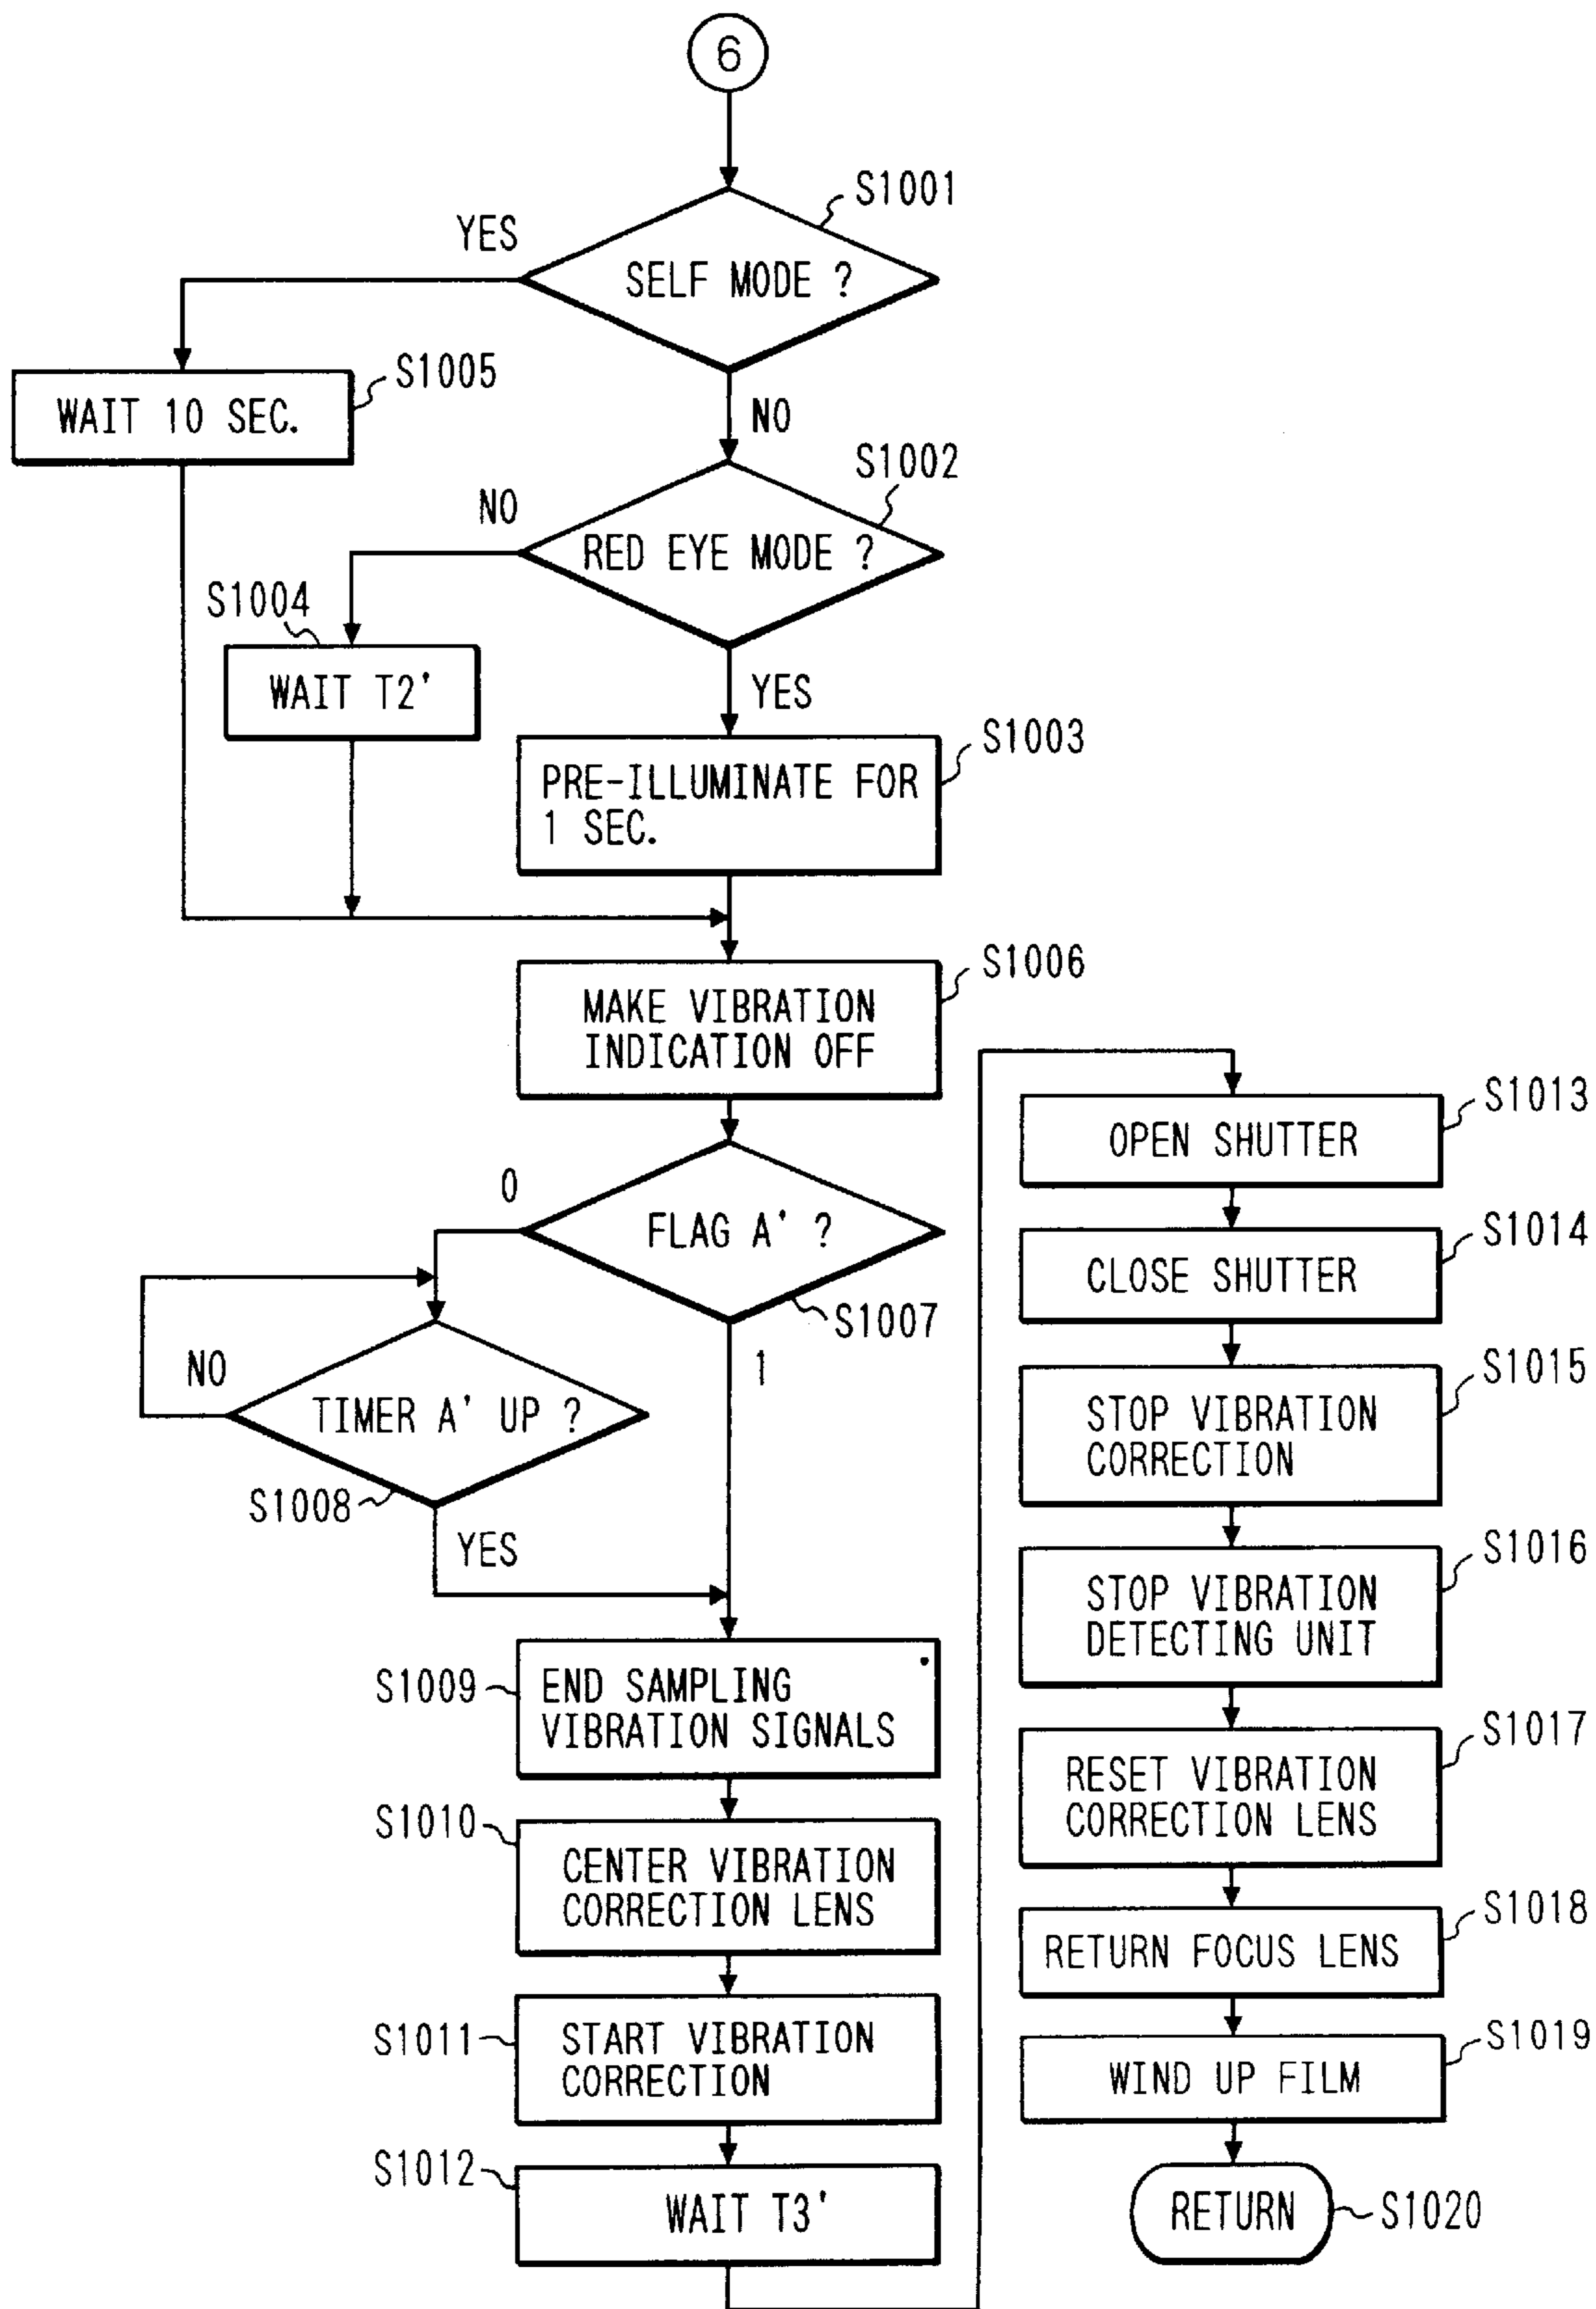 6
S1001
YES
SELF MODE ?
S1005
WAIT 10 SEC.
NO
S1002
NO
RED EYE MODE ?
S1004
WAIT T2'
YES
S1003
PRE-ILLUMINATE FOR
1 SEC.
S1006
MAKE VIBRATION
INDICATION OFF
0
FLAG A' ?
S1007
1
NO
TIMER A' UP ?
S1008
YES
S1009
END SAMPLING
VIBRATION SIGNALS
S1010
CENTER VIBRATION
CORRECTION LENS
S1011
START VIBRATION
CORRECTION
S1012
WAIT T3'
S1013
OPEN SHUTTER
S1014
CLOSE SHUTTER
S1015
STOP VIBRATION
CORRECTION
S1016
STOP VIBRATION
DETECTING UNIT
S1017
RESET VIBRATION
CORRECTION LENS
S1018
RETURN FOCUS LENS
S1019
WIND UP FILM
RETURN
S1020